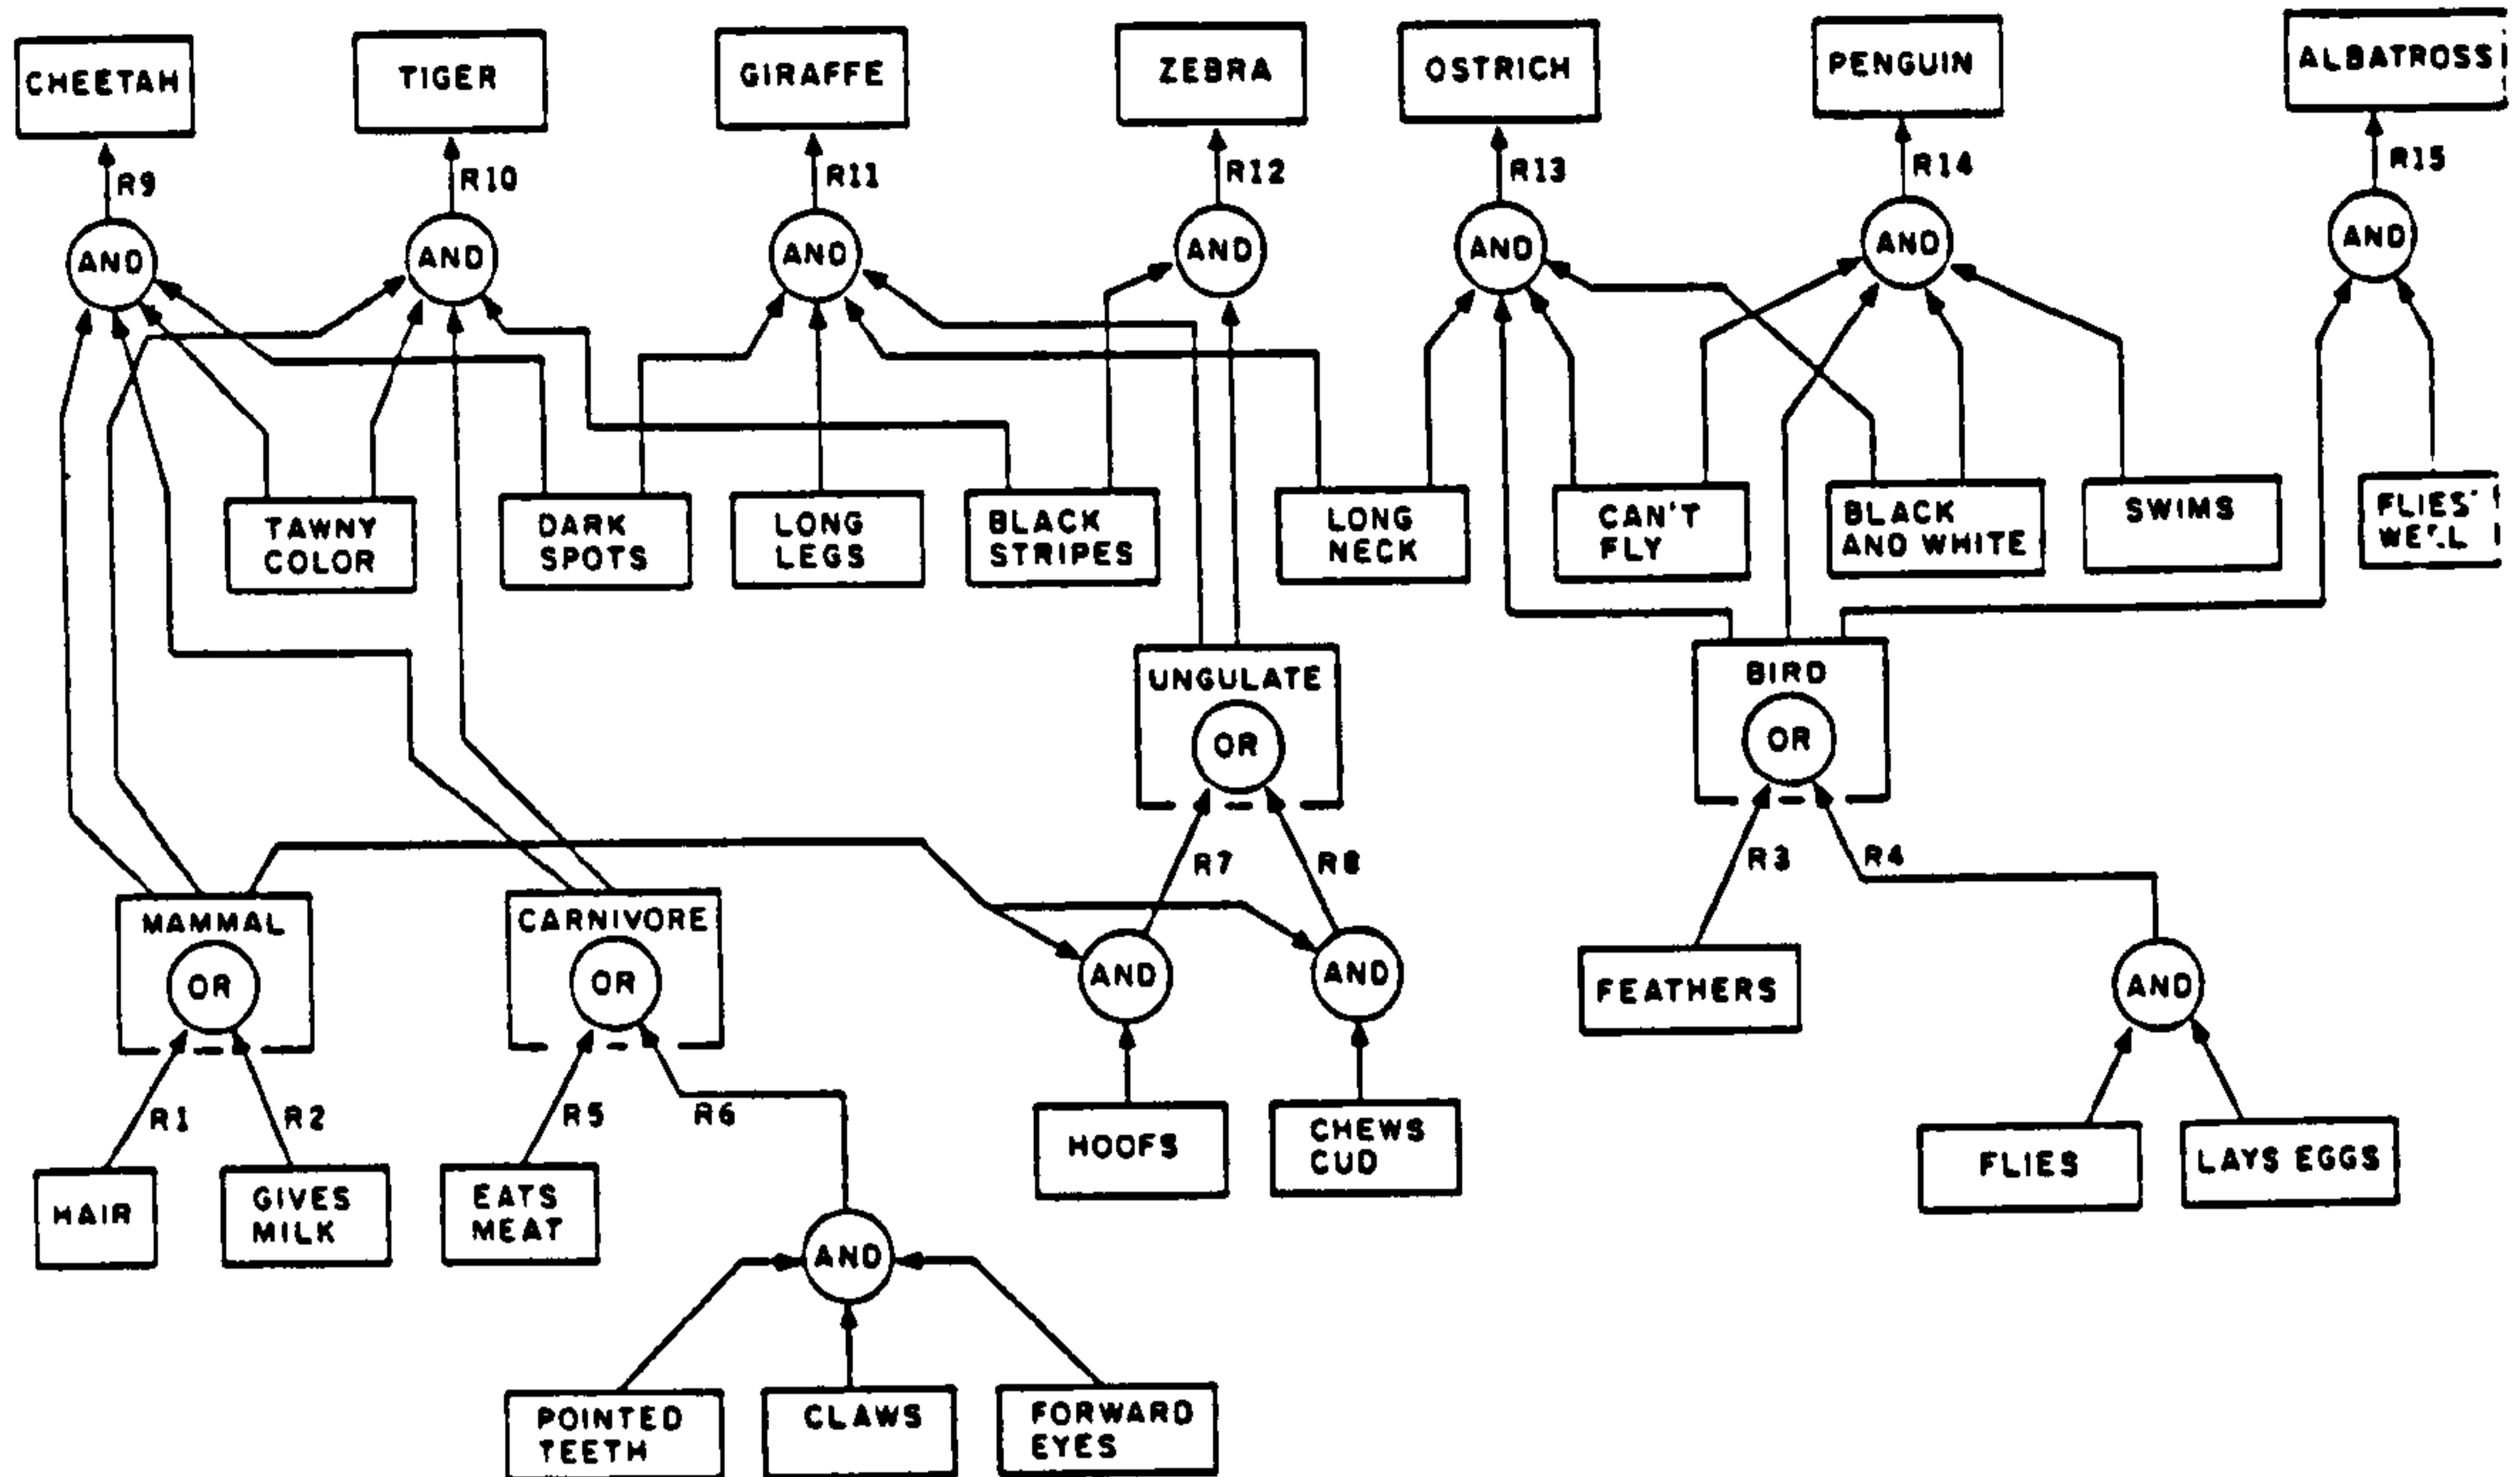 CHEETAH
TIGER
GIRAFFE
ZEBRA
OSTRICH
PENGUIN
ALBATROSS
R9
R10
R11
R12
R13
R14
R15
AND
AND
AND
AND
AND
AND
AND
TAWNY
COLOR
DARK
SPOTS
LONG
LEGS
BLACK
STRIPES
LONG
NECK
CAN'T
FLY
BLACK
AND WHITE
SWIMS
FLIES
WELL
UNGULATE
OR
BIRD
OR
R7
R8
R3
R4
MAMMAL
OR
CARNIVORE
OR
AND
AND
FEATHERS
AND
R1
R2
R5
R6
HOOFS
CHEWS
CUD
FLIES
LAYS EGGS
HAIR
GIVES
MILK
EATS
MEAT
AND
POINTED
TEETH
CLAWS
FORWARD
EYES